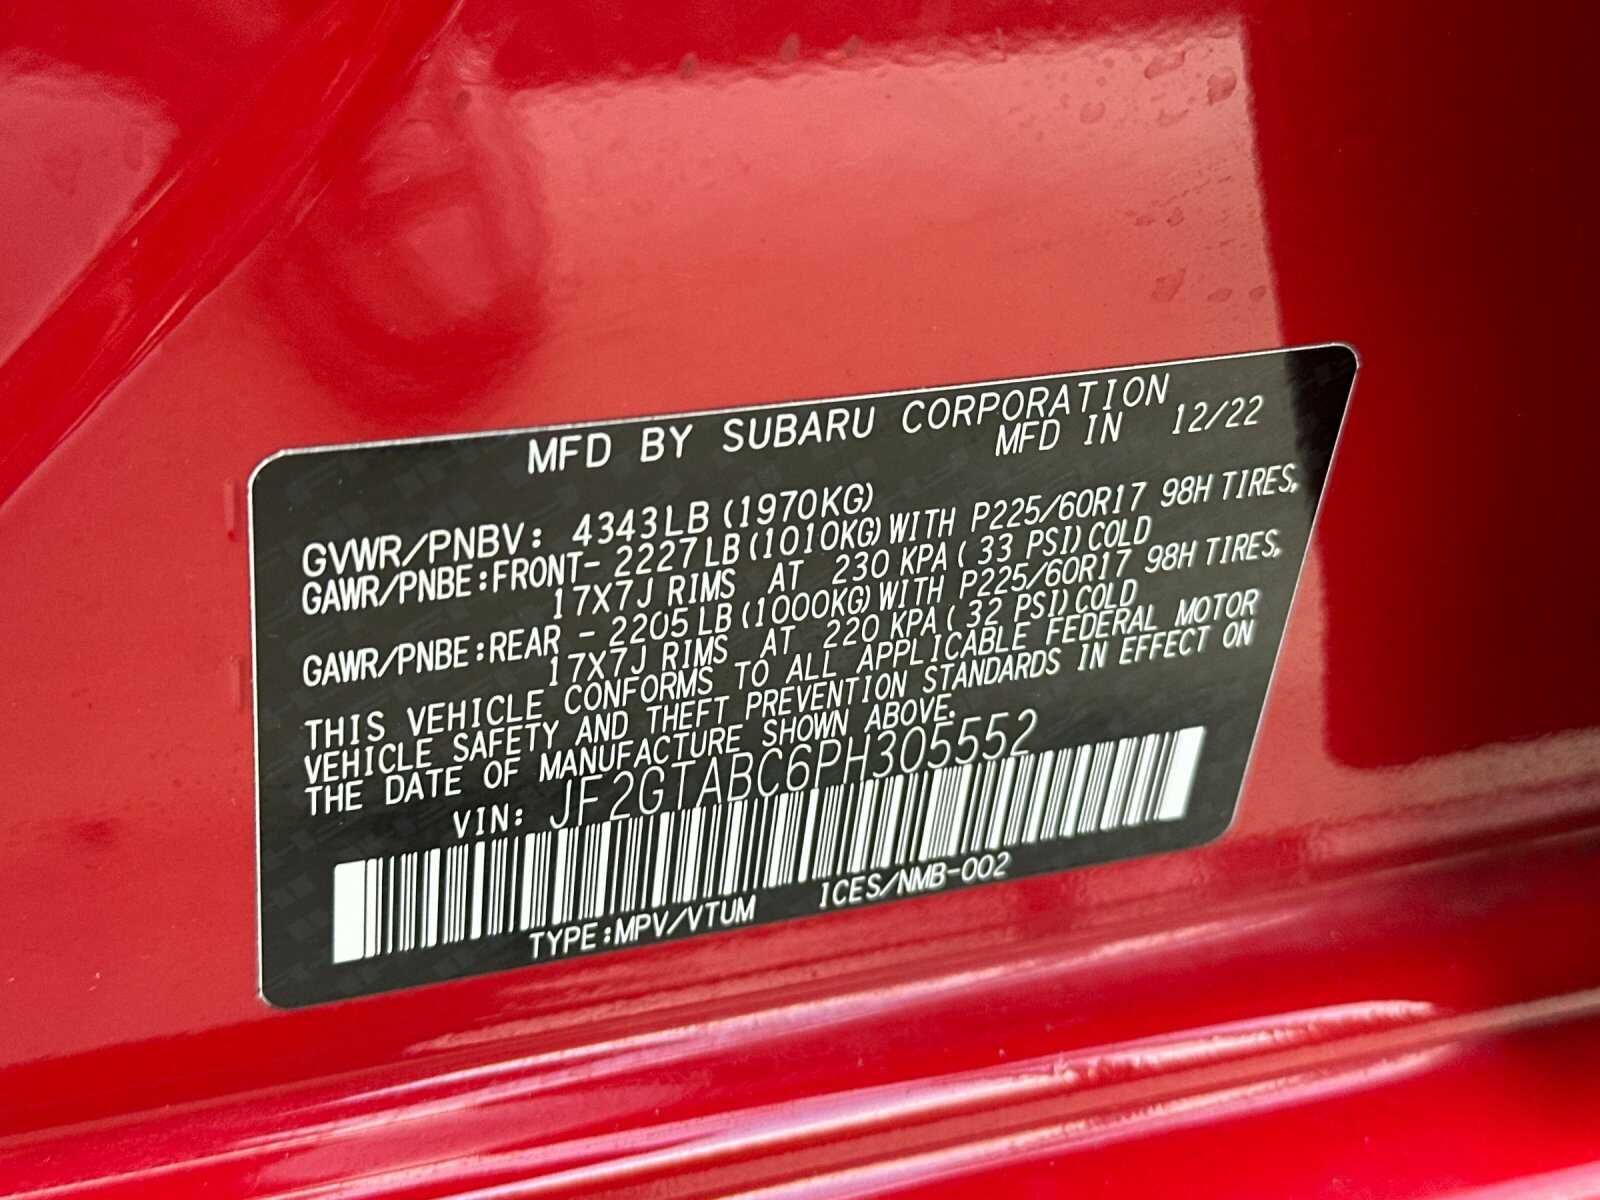 MFD BY SUBARU CORPORATION
MFD IN 12/22
GVWR/PNBV: 4343LB (1970KG)
GAWR/PNBE:FRONT- 2227LB (1010KG) WITH P225/60R17 98H TIRES,
17X7J RIMS AT 230 KPA ( 33 PSI) COLD
GAWR/PNBE:REAR - 2205LB (1000KG) WITH P225/60R17 98H TIRES,
17X7J RIMS AT 220 KPA ( 32 PSI) COLD
THIS VEHICLE CONFORMS TO ALL APPLICABLE FEDERAL MOTOR
VEHICLE SAFETY AND THEFT PREVENTION STANDARDS IN EFFECT ON
THE DATE OF MANUFACTURE SHOWN ABOVE.
VIN: JF2GTABC6PH305552
TYPE:MPV/VTUM ICES/NMB-002